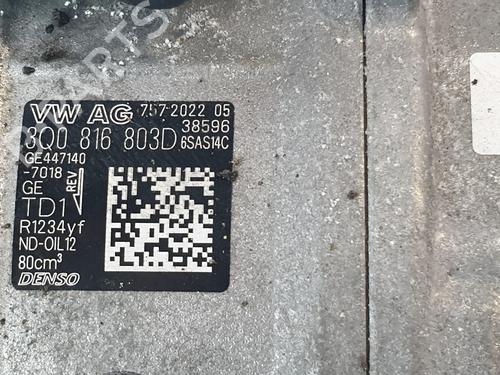 VW AG 757-2022 05
38596
3Q0 816 803D 6SAS14C
GE447140
-7018
GE REV
TD1
R1234yf
ND-OIL12
80cm³
DENSO
PARTS